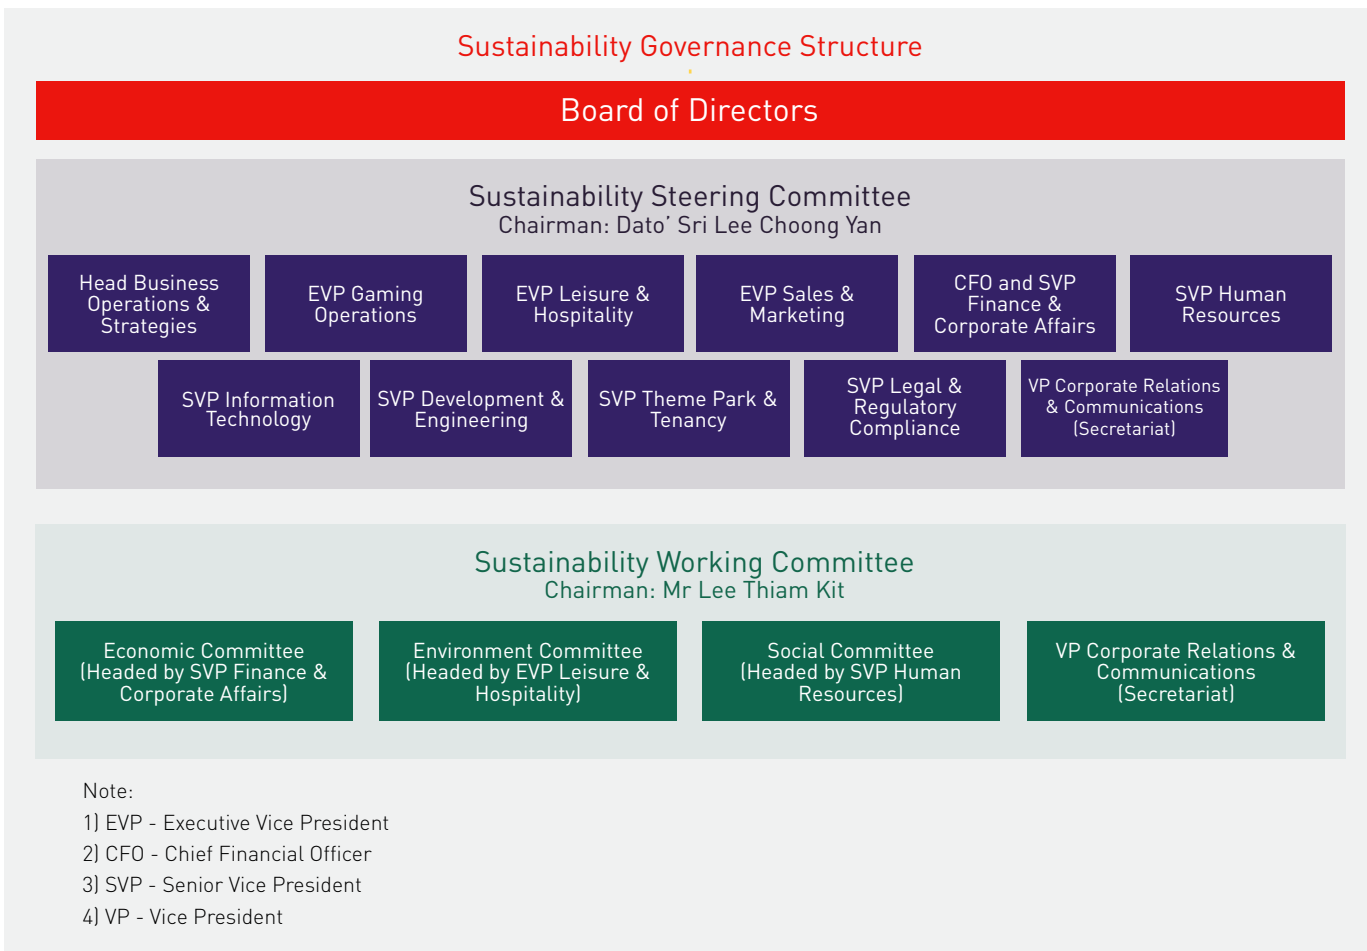 Sustainability Governance Structure
Board of Directors
Sustainability Steering Committee
Chairman: Dato’ Sri Lee Choong Yan
Head Business
Operations &
Strategies
EVP Gaming
Operations
EVP Leisure &
Hospitality
EVP Sales &
Marketing
CFO and SVP
Finance &
Corporate Affairs
SVP Human
Resources
SVP Information
Technology
SVP Development &
Engineering
SVP Theme Park &
Tenancy
SVP Legal &
Regulatory
Compliance
VP Corporate Relations
& Communications
(Secretariat)
Sustainability Working Committee
Chairman: Mr Lee Thiam Kit
Economic Committee
(Headed by SVP Finance &
Corporate Affairs)
Environment Committee
(Headed by EVP Leisure &
Hospitality)
Social Committee
(Headed by SVP Human
Resources)
VP Corporate Relations &
Communications
(Secretariat)
Note:
1) EVP - Executive Vice President
2) CFO - Chief Financial Officer
3) SVP - Senior Vice President
4) VP - Vice President